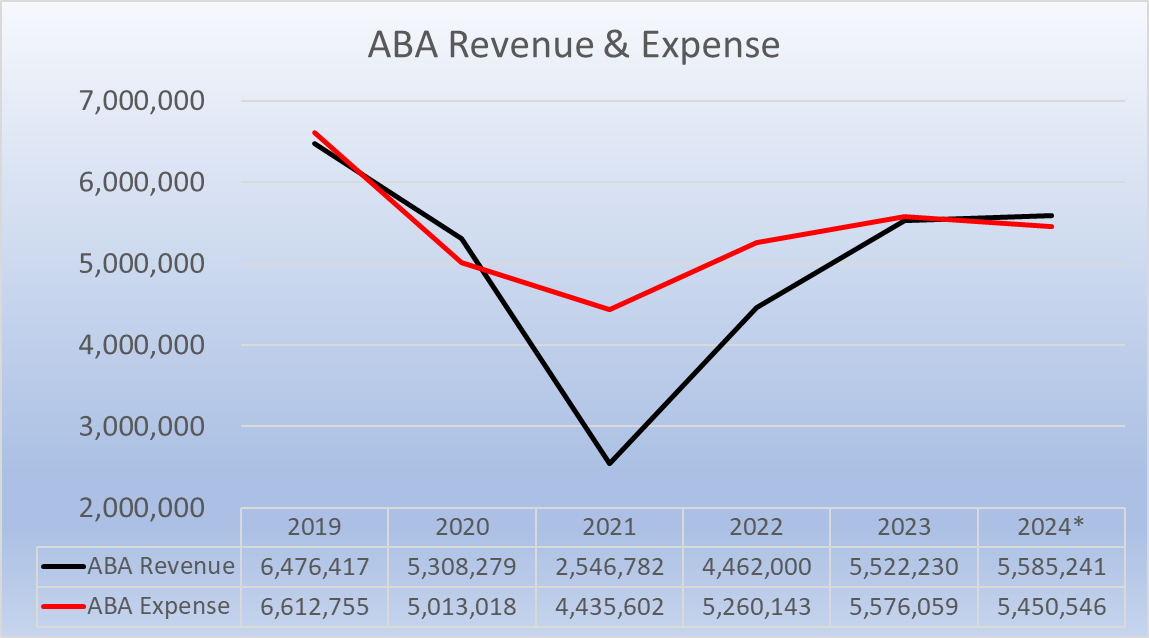 ABA Revenue & Expense
7,000,000
6,000,000
5,000,000
4,000,000
3,000,000
2,000,000
2019 2020 2021 2022 2023 2024*
ABA Revenue 6,476,417 5,308,279 2,546,782 4,462,000 5,522,230 5,585,241
ABA Expense 6,612,755 5,013,018 4,435,602 5,260,143 5,576,059 5,450,546